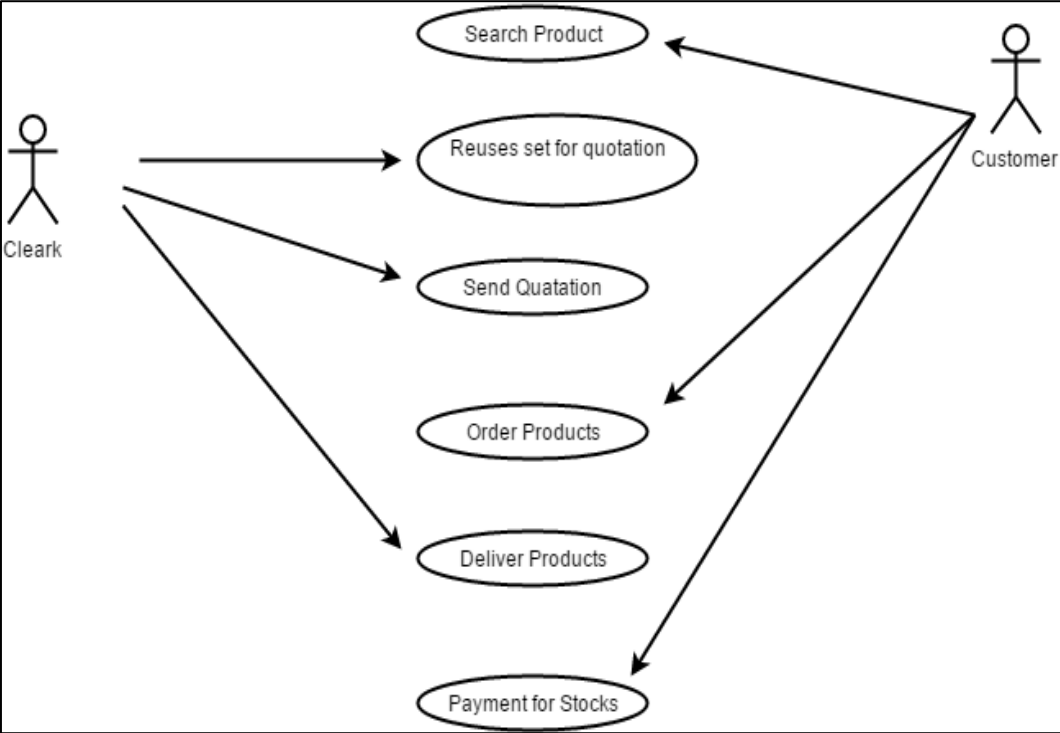 Search Product
Customer
Reuses set for quotation
Cleark
Send Quatation
Order Products
Deliver Products
Payment for Stocks